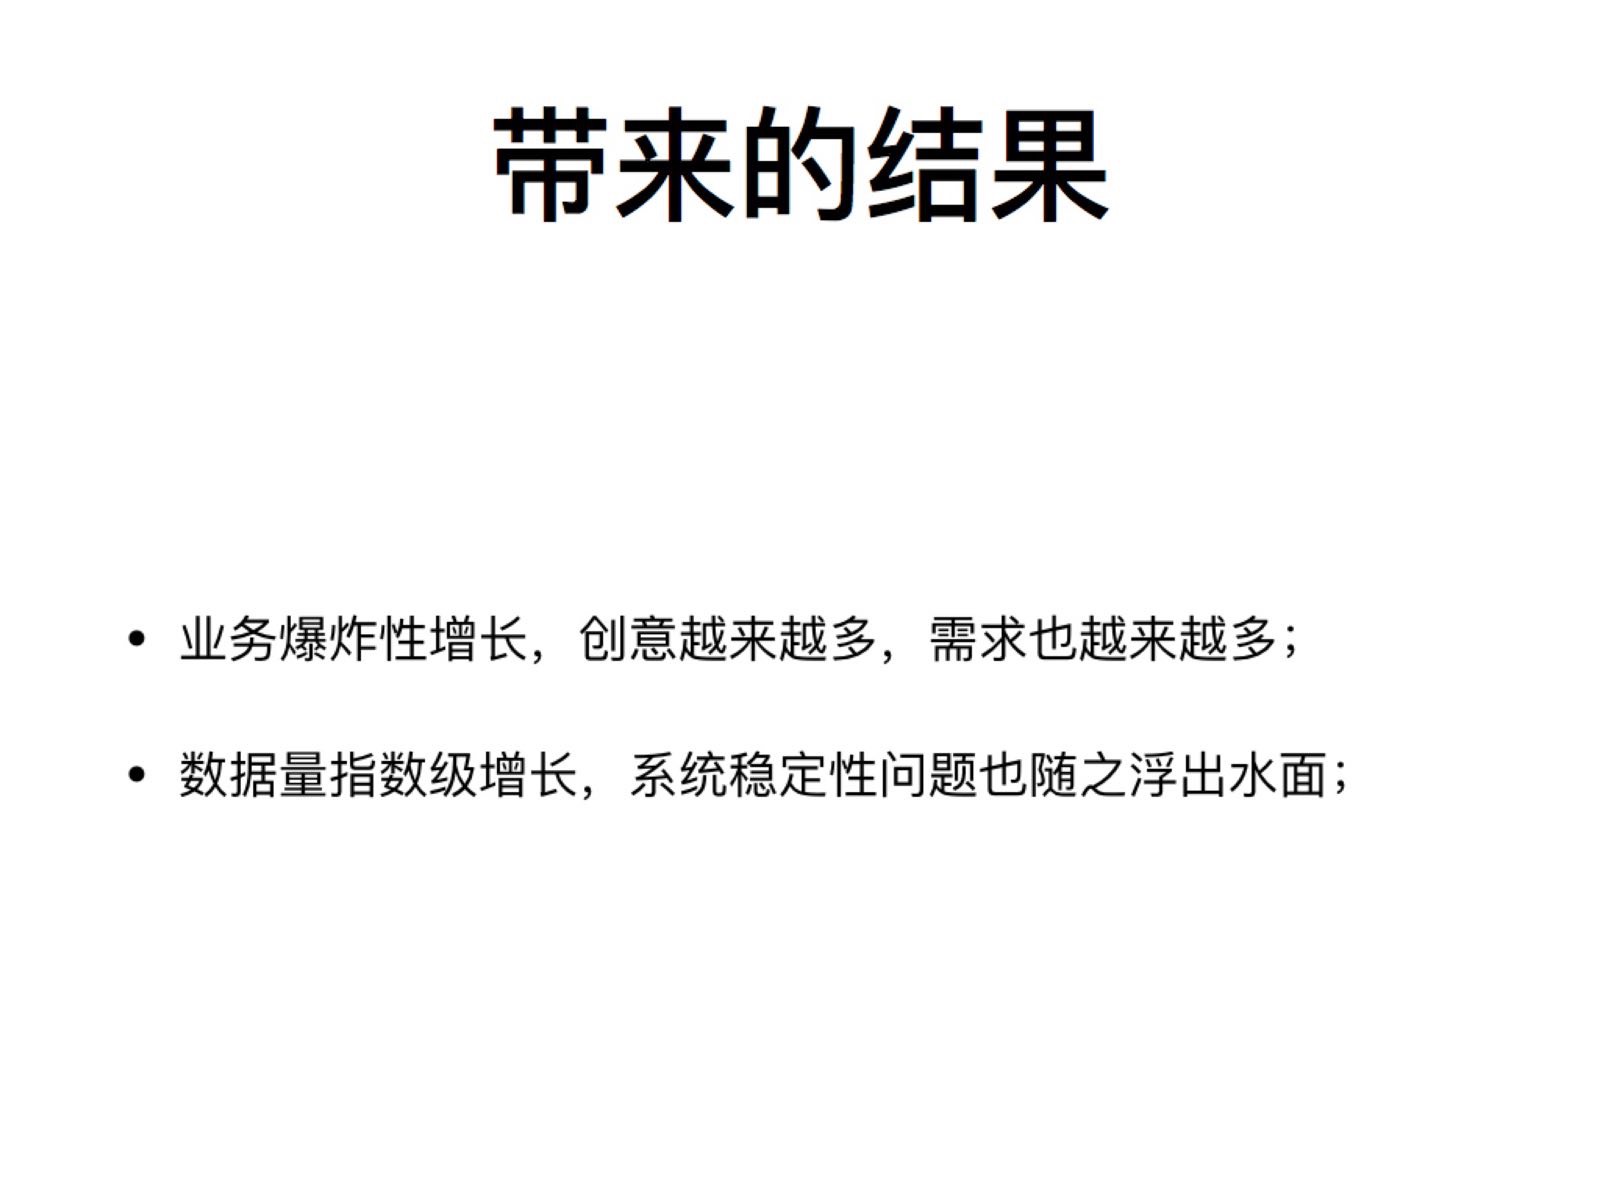 带来的结果
• 业务爆炸性增长，创意越来越多，需求也越来越多；
• 数据量指数级增长，系统稳定性问题也随之浮出水面；